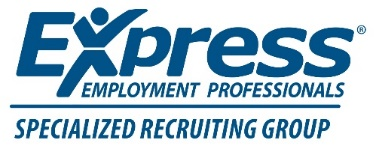 Express®
EMPLOYMENT PROFESSIONALS
SPECIALIZED RECRUITING GROUP